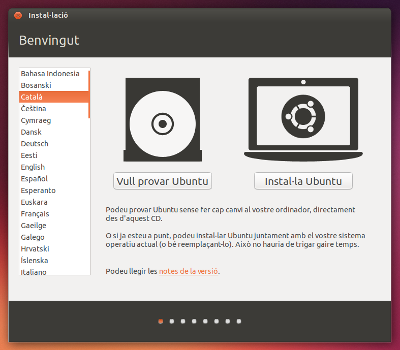 Instal·lació
Benvingut
Bahasa Indonesia
Bosanski
Català
Čeština
Cymraeg
Dansk
Deutsch
Eesti
English
Español
Esperanto
Euskara
Français
Gaeilge
Galego
Hrvatski
Íslenska
Italiano
Vull provar Ubuntu
Instal·la Ubuntu
Podeu provar Ubuntu sense fer cap canvi al vostre ordinador, directament
des d'aquest CD.
O si ja esteu a punt, podeu instal·lar Ubuntu juntament amb el vostre sistema
operatiu actual (o bé reemplaçant-lo). Això no hauria de trigar gaire temps.
Podeu llegir les notes de la versió.